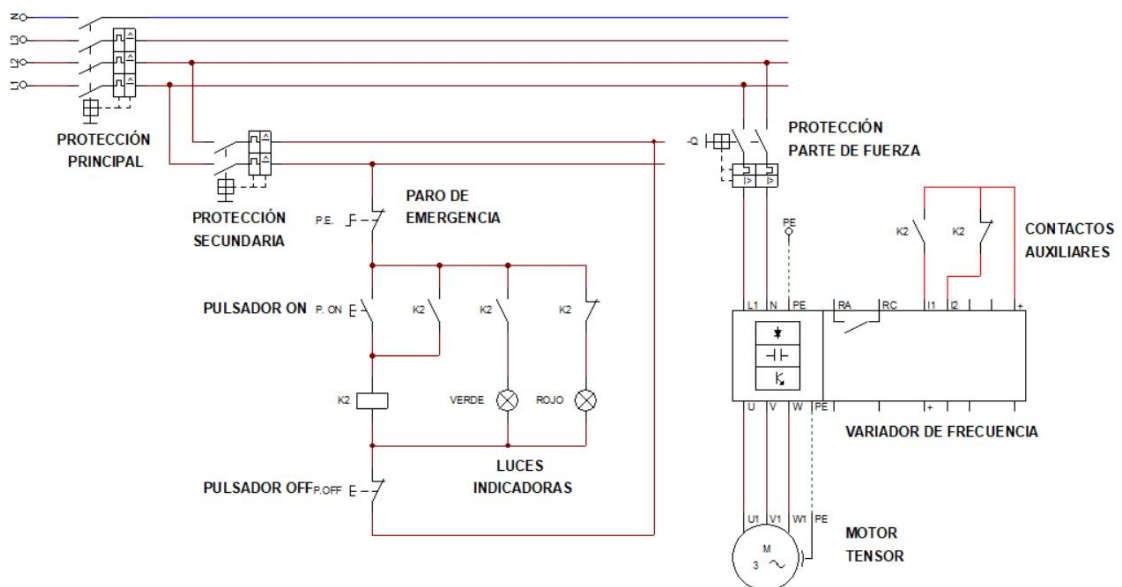 N
L3
L2
L1
PROTECCIÓN
PRINCIPAL
PROTECCIÓN
SECUNDARIA
P.E.
PARO DE
EMERGENCIA
-Q
PROTECCIÓN
PARTE DE FUERZA
PE
K2
K2
CONTACTOS
AUXILIARES
PULSADOR ON
P. ON
K2
K2
K2
L1 N PE RA RC I1 I2 +
K2
VERDE
ROJO
U V W PE +
VARIADOR DE FRECUENCIA
LUCES
INDICADORAS
PULSADOR OFF
P.OFF
U1 V1 W1 PE
M
3
MOTOR
TENSOR